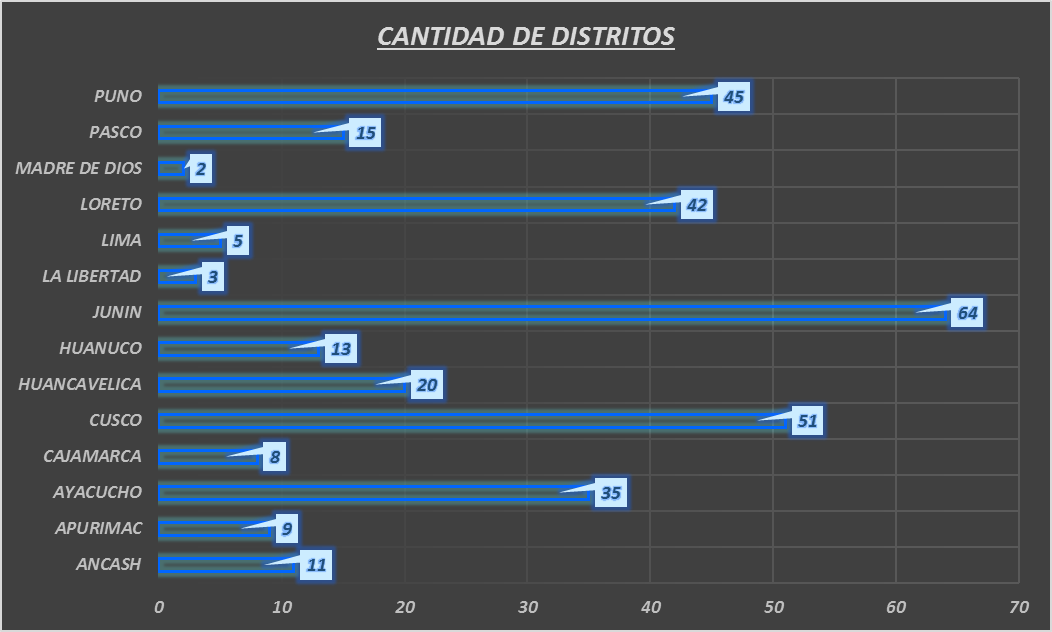 CANTIDAD DE DISTRITOS
PUNO 45
PASCO 15
MADRE DE DIOS 2
LORETO 42
LIMA 5
LA LIBERTAD 3
JUNIN 64
HUANUCO 13
HUANCAVELICA 20
CUSCO 51
CAJAMARCA 8
AYACUCHO 35
APURIMAC 9
ANCASH 11
0 10 20 30 40 50 60 70